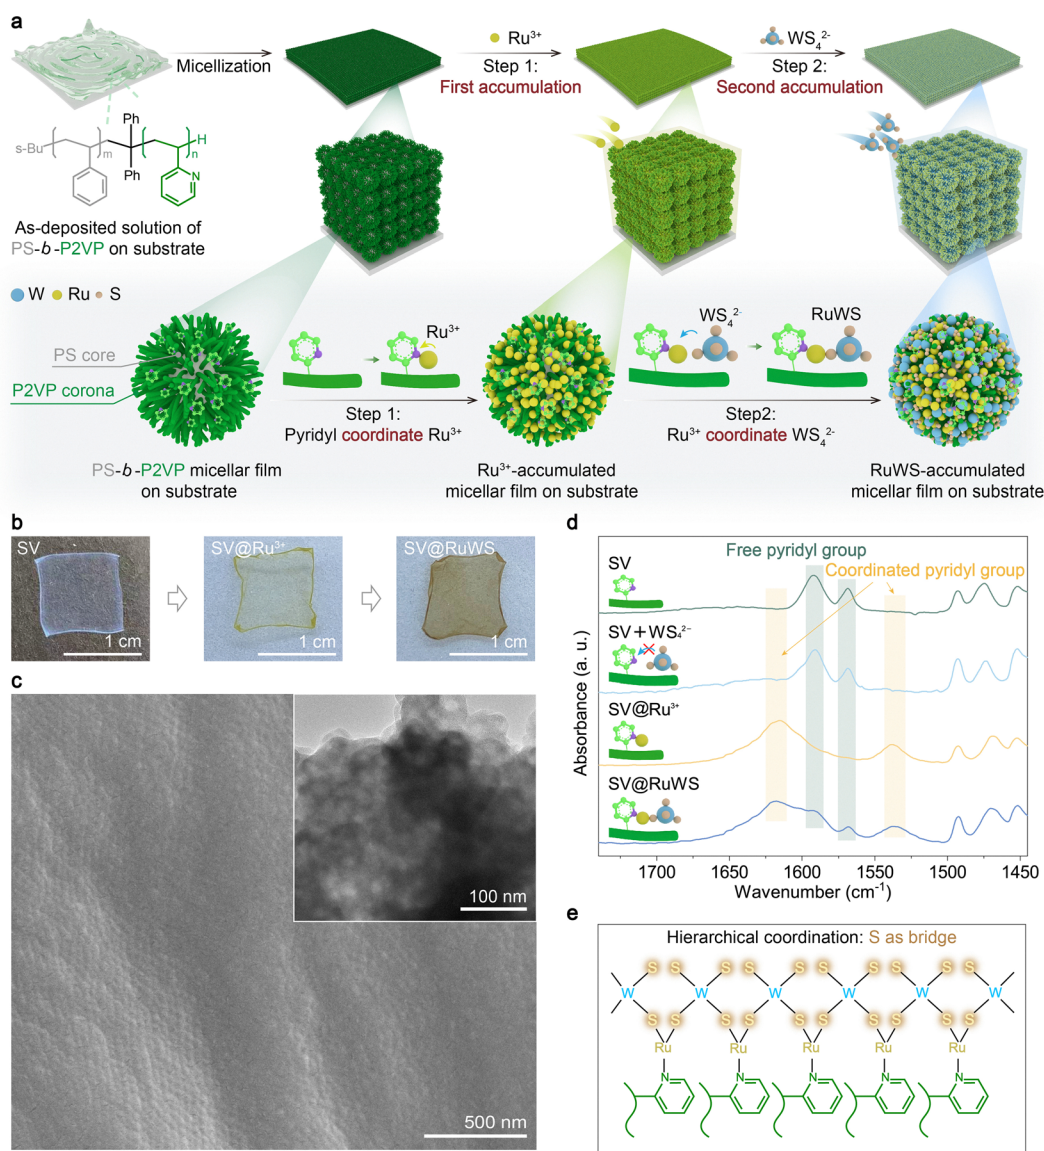 a
Micellization
Ru³⁺
Step 1:
First accumulation
WS₄²⁻
Step 2:
Second accumulation
s-Bu
m
Ph
Ph
n
H
N
As-deposited solution of
PS-b-P2VP on substrate
W Ru S
PS core
P2VP corona
Ru³⁺
Step 1:
Pyridyl coordinate Ru³⁺
WS₄²⁻
RuWS
Step2:
Ru³⁺ coordinate WS₄²⁻
PS-b-P2VP micellar film
on substrate
Ru³⁺-accumulated
micellar film on substrate
RuWS-accumulated
micellar film on substrate
b
SV
1 cm
SV@Ru³⁺
1 cm
SV@RuWS
1 cm
c
100 nm
500 nm
d
Free pyridyl group
Coordinated pyridyl group
SV
SV+WS₄²⁻
SV@Ru³⁺
SV@RuWS
Absorbance (a. u.)
1700 1650 1600 1550 1500 1450
Wavenumber (cm⁻¹)
e
Hierarchical coordination: S as bridge
S S S S S S S S S S
W W W W W W
S S S S S S S S S S
Ru Ru Ru Ru Ru
N N N N N